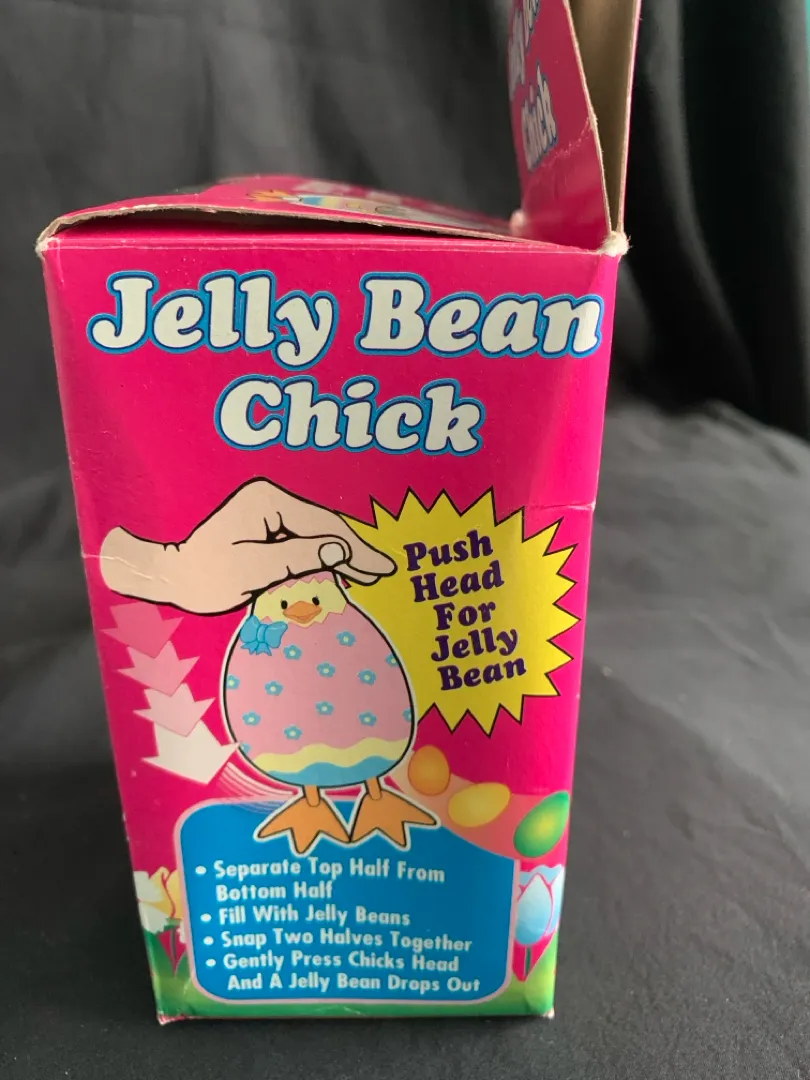 Chick
Jelly Bean
Chick
Push
Head
For
Jelly
Bean
• Separate Top Half From
Bottom Half
• Fill With Jelly Beans
• Snap Two Halves Together
• Gently Press Chicks Head
And A Jelly Bean Drops Out